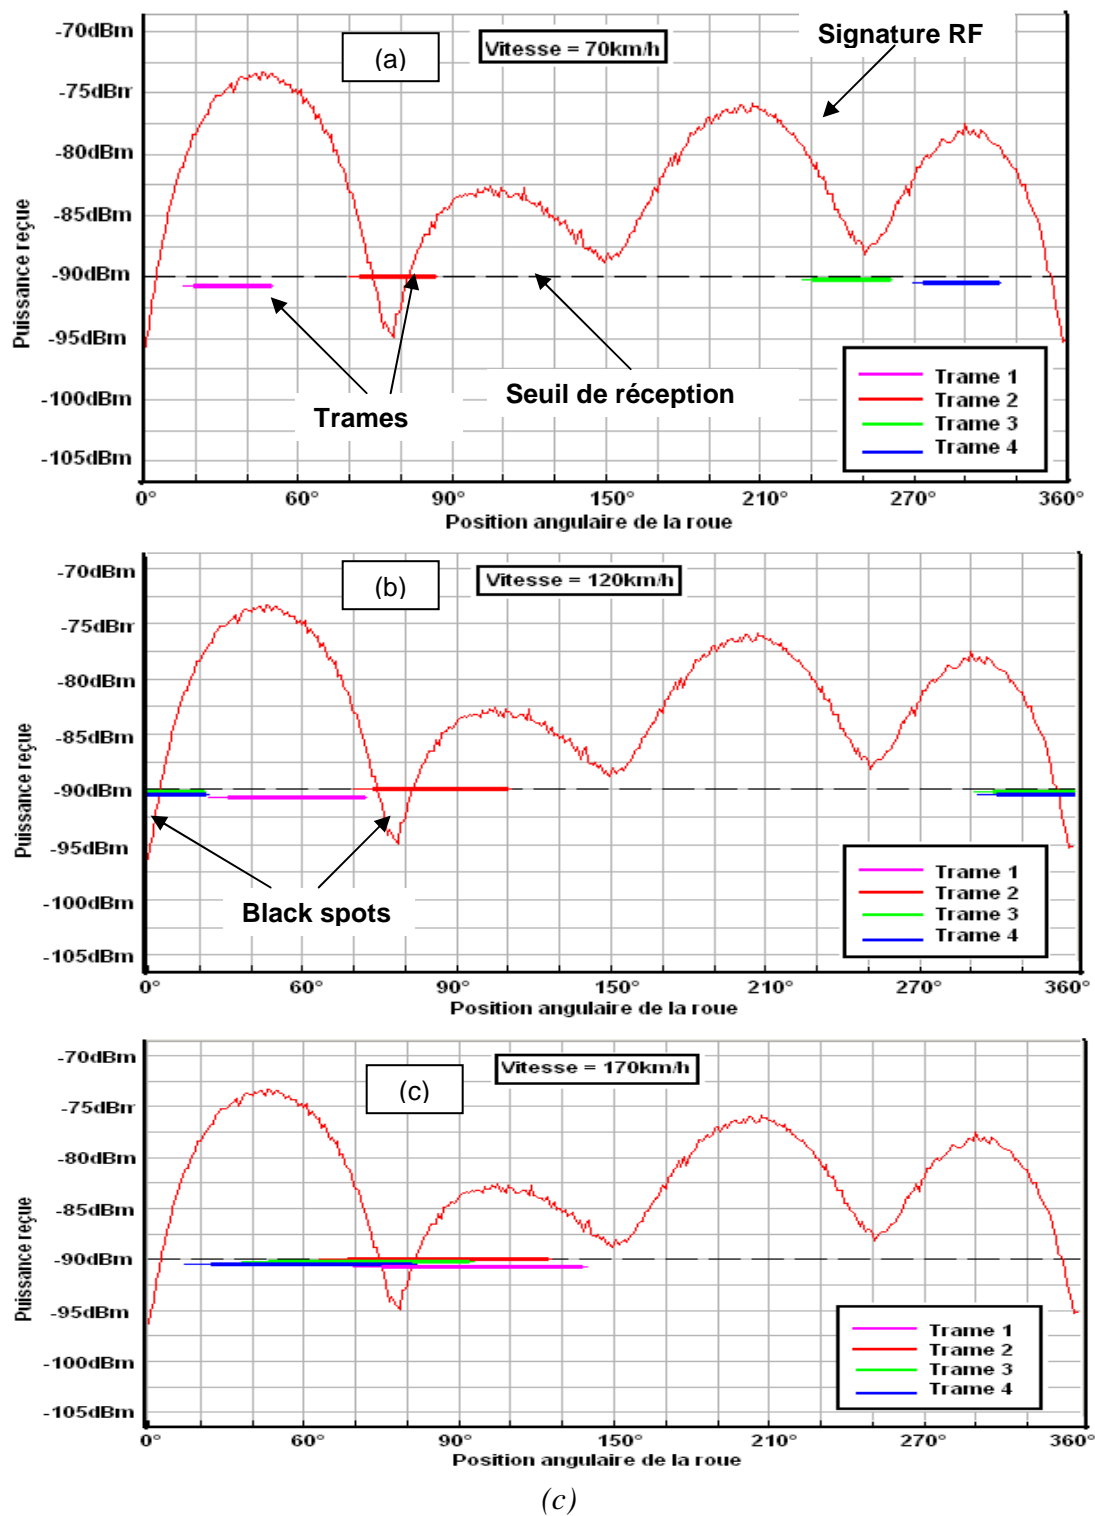 (a)
Vitesse = 70km/h
Signature RF
Puissance reçue
-70dBm
-75dBm
-80dBm
-85dBm
-90dBm
-95dBm
-100dBm
-105dBm
Trames
Seuil de réception
Trame 1
Trame 2
Trame 3
Trame 4
0° 60° 90° 150° 210° 270° 360°
Position angulaire de la roue
(b)
Vitesse = 120km/h
Puissance reçue
-70dBm
-75dBm
-80dBm
-85dBm
-90dBm
-95dBm
-100dBm
-105dBm
Black spots
Trame 1
Trame 2
Trame 3
Trame 4
0° 60° 90° 150° 210° 270° 360°
Position angulaire de la roue
(c)
Vitesse = 170km/h
Puissance reçue
-70dBm
-75dBm
-80dBm
-85dBm
-90dBm
-95dBm
-100dBm
-105dBm
Trame 1
Trame 2
Trame 3
Trame 4
0° 60° 90° 150° 210° 270° 360°
Position angulaire de la roue
(c)